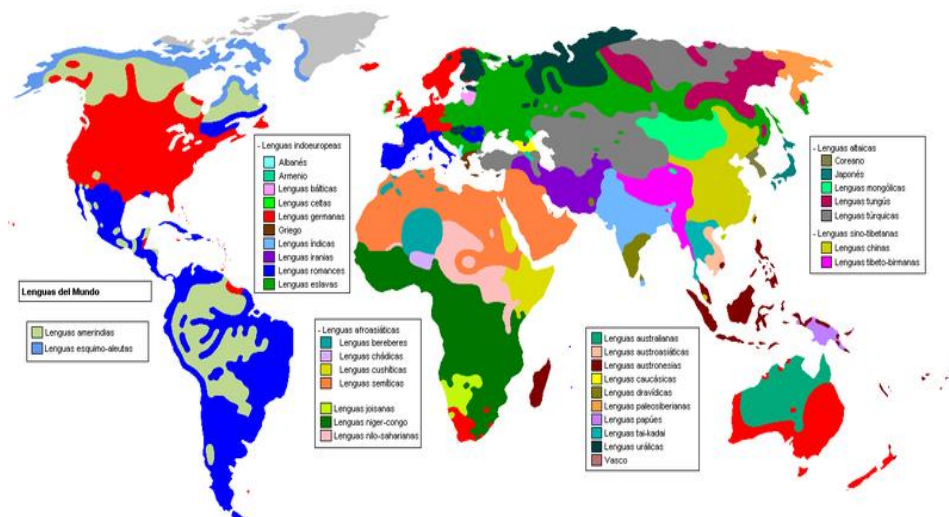 Lenguas del Mundo
Lenguas amerindias
Lenguas esquimo-aleutas
- Lenguas indoeuropeas
Albanés
Armenio
Lenguas bálticas
Lenguas celtas
Lenguas germanas
Griego
Lenguas índicas
Lenguas iranias
Lenguas romances
Lenguas eslavas
- Lenguas afroasiáticas
Lenguas bereberes
Lenguas chádicas
Lenguas cushíticas
Lenguas semíticas
Lenguas joisanas
Lenguas niger-congo
Lenguas nilo-saharianas
Lenguas australianas
Lenguas austroasiáticas
Lenguas austronesias
Lenguas caucásicas
Lenguas dravídicas
Lenguas paleosiberianas
Lenguas papúes
Lenguas tai-kadai
Lenguas urálicas
Vasco
- Lenguas altaicas
Coreano
Japonés
Lenguas mongólicas
Lenguas tungús
Lenguas túrquicas
- Lenguas sino-tibetanas
Lenguas chinas
Lenguas tibeto-birmanas